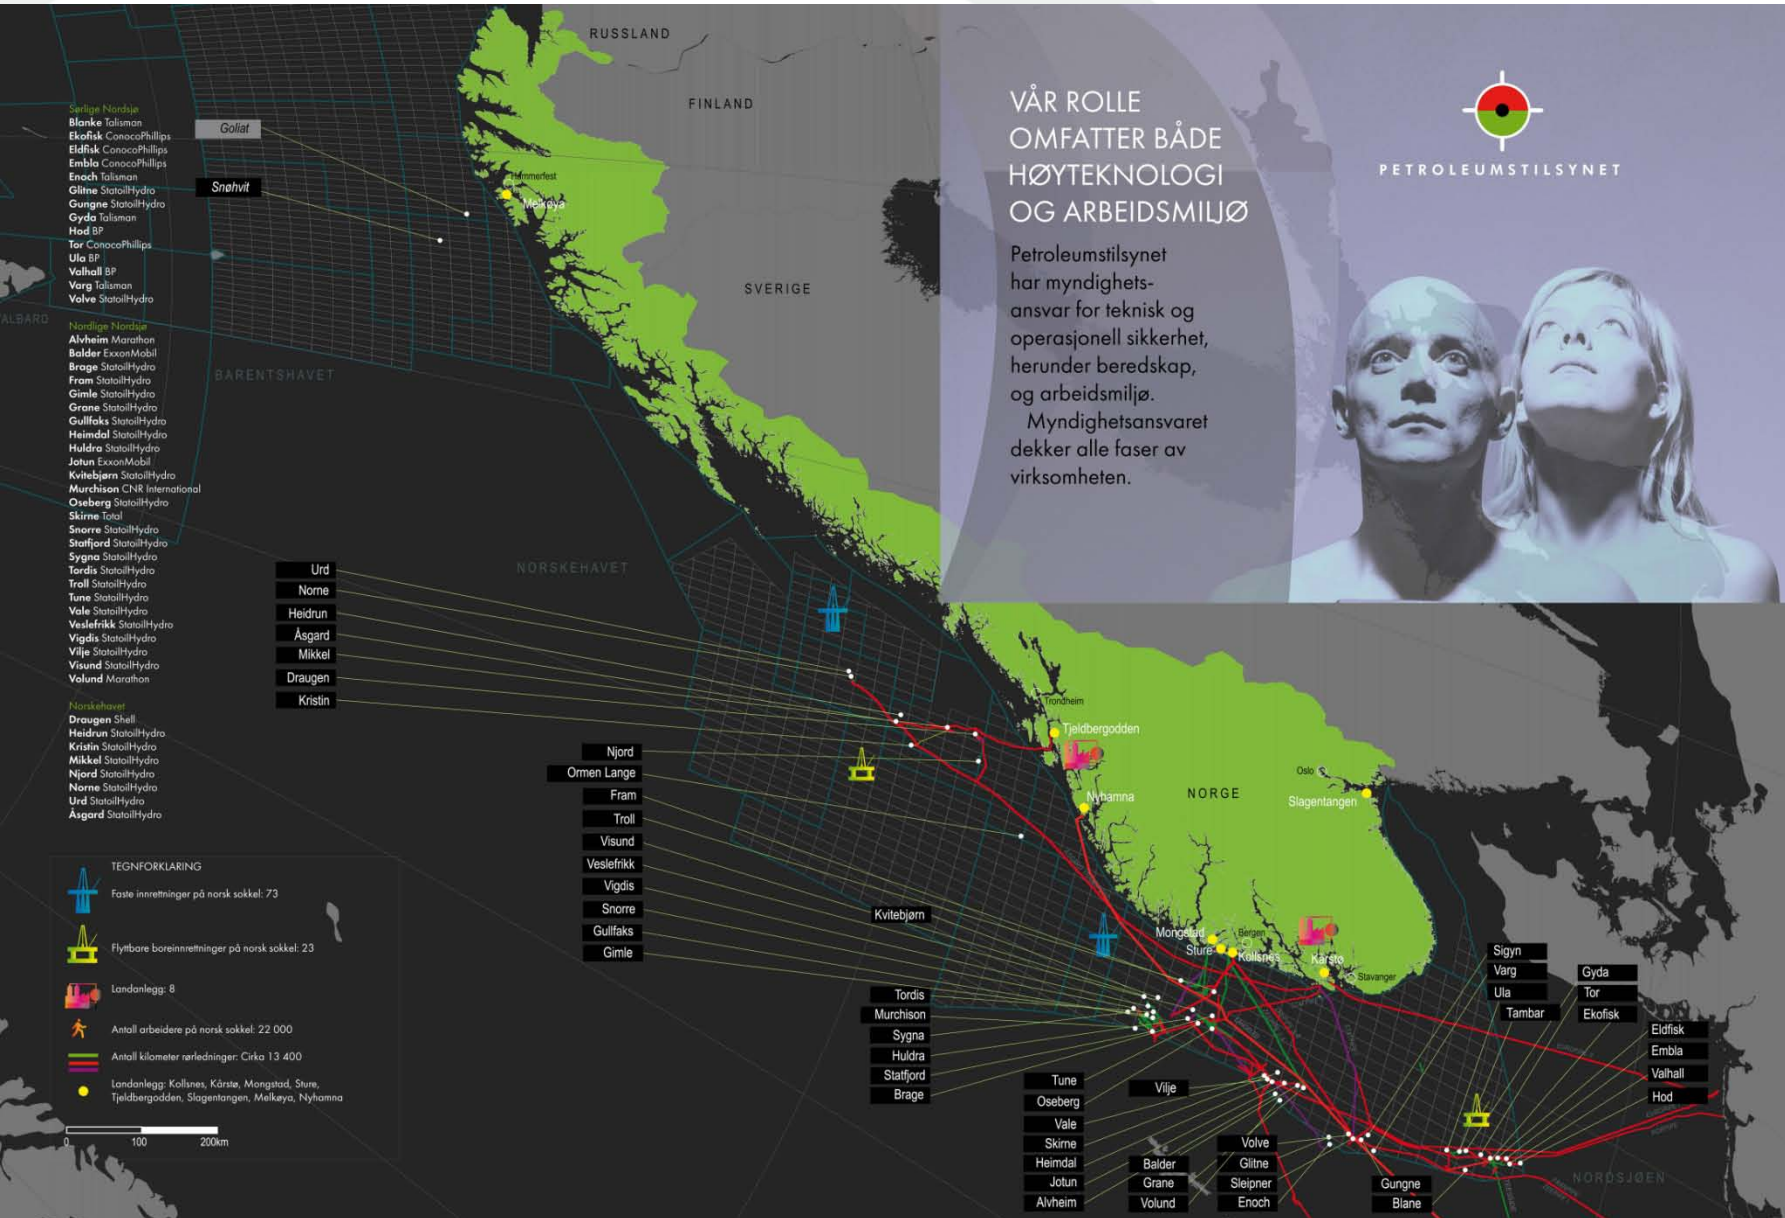 RUSSLAND
FINLAND
SVERIGE
NORGE
BARENTSHAVET
NORSKEHAVET
NORDSJØEN
VÅR ROLLE
OMFATTER BÅDE
HØYTEKNOLOGI
OG ARBEIDSMILJØ
Petroleumstilsynet
har myndighets-
ansvar for teknisk og
operasjonell sikkerhet,
herunder beredskap,
og arbeidsmiljø.
Myndighetsansvaret
dekker alle faser av
virksomheten.
PETROLEUMSTILSYNET
Sørlige Nordsjø
Blanke Talisman
Ekofisk ConocoPhillips
Eldfisk ConocoPhillips
Embla ConocoPhillips
Enoch Talisman
Glitne StatoilHydro
Gungne StatoilHydro
Gyda Talisman
Hod BP
Tor ConocoPhillips
Ula BP
Valhall BP
Varg Talisman
Volve StatoilHydro
Nordlige Nordsjø
Alvheim Marathon
Balder ExxonMobil
Brage StatoilHydro
Fram StatoilHydro
Gimle StatoilHydro
Grane StatoilHydro
Gullfaks StatoilHydro
Heimdal StatoilHydro
Huldra StatoilHydro
Jotun ExxonMobil
Kvitebjørn StatoilHydro
Murchison CNR International
Oseberg StatoilHydro
Skirne Total
Snorre StatoilHydro
Statfjord StatoilHydro
Sygna StatoilHydro
Tordis StatoilHydro
Troll StatoilHydro
Tune StatoilHydro
Vale StatoilHydro
Veslefrikk StatoilHydro
Vigdis StatoilHydro
Vilje StatoilHydro
Visund StatoilHydro
Volund Marathon
Norskehavet
Draugen Shell
Heidrun StatoilHydro
Kristin StatoilHydro
Mikkel StatoilHydro
Njord StatoilHydro
Norne StatoilHydro
Urd StatoilHydro
Åsgard StatoilHydro
TEGNFORKLARING
Faste innretninger på norsk sokkel: 73
Flyttbare boreinnretninger på norsk sokkel: 23
Landanlegg: 8
Antall arbeidere på norsk sokkel: 22 000
Antall kilometer rørledninger: Cirka 13 400
Landanlegg: Kollsnes, Kårstø, Mongstad, Sture,
Tjeldbergodden, Slagentangen, Melkøya, Nyhamna
0 100 200km
Goliat
Snøhvit
Hammerfest
Melkøya
Urd
Norne
Heidrun
Åsgard
Mikkel
Draugen
Kristin
Njord
Ormen Lange
Fram
Troll
Visund
Veslefrikk
Vigdis
Snorre
Gullfaks
Gimle
Kvitebjørn
Tordis
Murchison
Sygna
Huldra
Statfjord
Brage
Tune
Oseberg
Vale
Skirne
Heimdal
Jotun
Alvheim
Vilje
Balder
Grane
Volund
Volve
Glitne
Sleipner
Enoch
Gungne
Blane
Sigyn
Varg
Ula
Tambar
Gyda
Tor
Ekofisk
Eldfisk
Embla
Valhall
Hod
Trondheim
Tjeldbergodden
Nyhamna
Oslo
Slagentangen
Mongstad
Bergen
Sture
Kollsnes
Kårstø
Stavanger